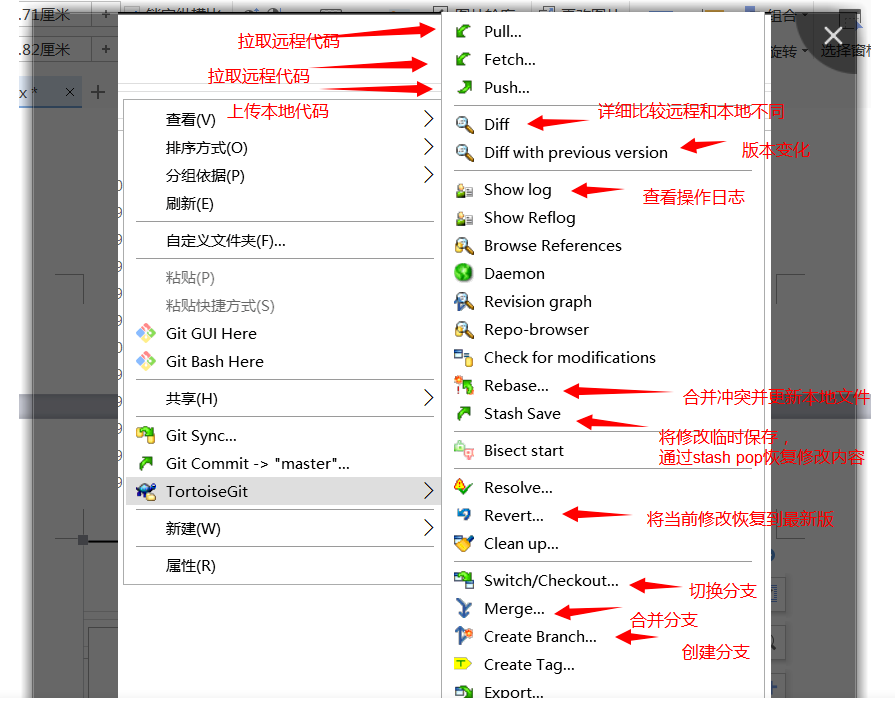 .71厘米
+
组合
.82厘米
+
旋转
x *
×
+
拉取远程代码
拉取远程代码
上传本地代码
查看(V)
排序方式(O)
分组依据(P)
刷新(E)
自定义文件夹(F)...
粘贴(P)
粘贴快捷方式(S)
Git GUI Here
Git Bash Here
共享(H)
Git Sync...
Git Commit -> "master"...
TortoiseGit
新建(W)
属性(R)
Pull...
Fetch...
Push...
Diff
详细比较远程和本地不同
Diff with previous version
版本变化
Show log
查看操作日志
Show Reflog
Browse References
Daemon
Revision graph
Repo-browser
Check for modifications
Rebase...
合并冲突并更新本地文件
Stash Save
将修改临时保存，
通过stash pop恢复修改内容
Bisect start
Resolve...
Revert...
将当前修改恢复到最新版
Clean up...
Switch/Checkout...
切换分支
Merge...
合并分支
Create Branch...
创建分支
Create Tag...
Export...